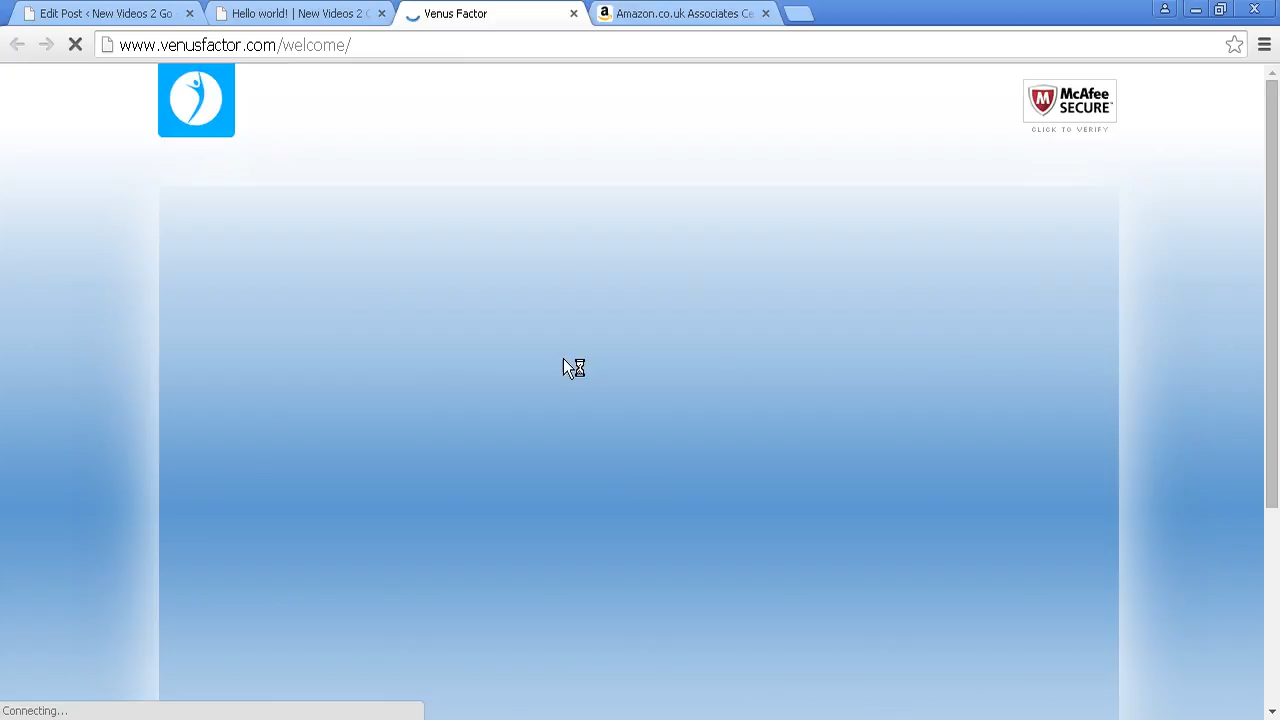 Edit Post ‹ New Videos 2 Go
Hello world! | New Videos 2
Venus Factor
Amazon.co.uk Associates Ce
www.venusfactor.com/welcome/
McAfee
SECURE™
CLICK TO VERIFY
Connecting...